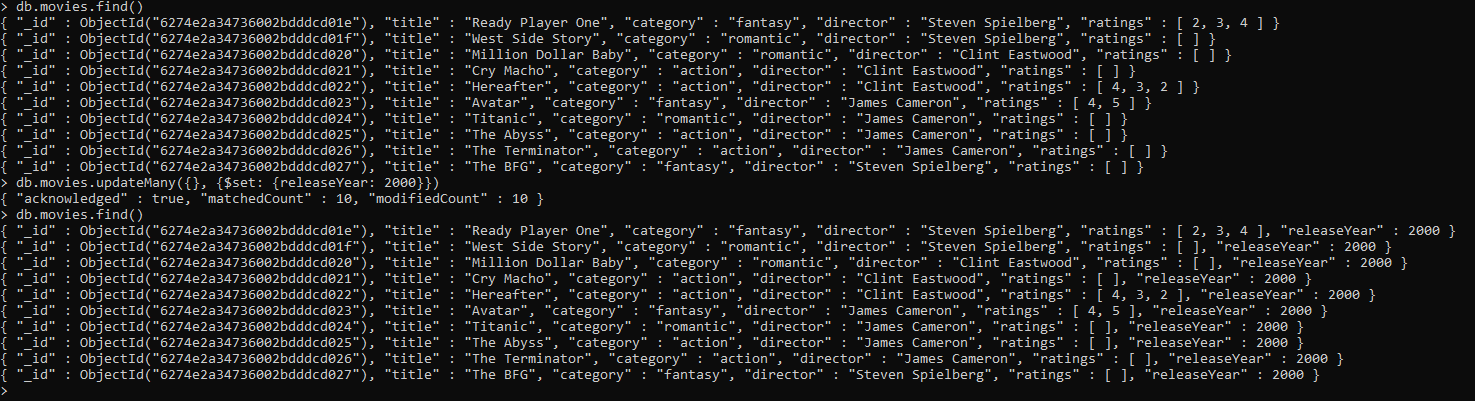 > db.movies.find()
{ "_id" : ObjectId("6274e2a34736002bdddcd01e"), "title" : "Ready Player One", "category" : "fantasy", "director" : "Steven Spielberg", "ratings" : [ 2, 3, 4 ] }
{ "_id" : ObjectId("6274e2a34736002bdddcd01f"), "title" : "West Side Story", "category" : "romantic", "director" : "Steven Spielberg", "ratings" : [ ] }
{ "_id" : ObjectId("6274e2a34736002bdddcd020"), "title" : "Million Dollar Baby", "category" : "romantic", "director" : "Clint Eastwood", "ratings" : [ ] }
{ "_id" : ObjectId("6274e2a34736002bdddcd021"), "title" : "Cry Macho", "category" : "action", "director" : "Clint Eastwood", "ratings" : [ ] }
{ "_id" : ObjectId("6274e2a34736002bdddcd022"), "title" : "Hereafter", "category" : "action", "director" : "Clint Eastwood", "ratings" : [ 4, 3, 2 ] }
{ "_id" : ObjectId("6274e2a34736002bdddcd023"), "title" : "Avatar", "category" : "fantasy", "director" : "James Cameron", "ratings" : [ 4, 5 ] }
{ "_id" : ObjectId("6274e2a34736002bdddcd024"), "title" : "Titanic", "category" : "romantic", "director" : "James Cameron", "ratings" : [ ] }
{ "_id" : ObjectId("6274e2a34736002bdddcd025"), "title" : "The Abyss", "category" : "action", "director" : "James Cameron", "ratings" : [ ] }
{ "_id" : ObjectId("6274e2a34736002bdddcd026"), "title" : "The Terminator", "category" : "action", "director" : "James Cameron", "ratings" : [ ] }
{ "_id" : ObjectId("6274e2a34736002bdddcd027"), "title" : "The BFG", "category" : "fantasy", "director" : "Steven Spielberg", "ratings" : [ ] }
> db.movies.updateMany({}, {$set: {releaseYear: 2000}})
{ "acknowledged" : true, "matchedCount" : 10, "modifiedCount" : 10 }
> db.movies.find()
{ "_id" : ObjectId("6274e2a34736002bdddcd01e"), "title" : "Ready Player One", "category" : "fantasy", "director" : "Steven Spielberg", "ratings" : [ 2, 3, 4 ], "releaseYear" : 2000 }
{ "_id" : ObjectId("6274e2a34736002bdddcd01f"), "title" : "West Side Story", "category" : "romantic", "director" : "Steven Spielberg", "ratings" : [ ], "releaseYear" : 2000 }
{ "_id" : ObjectId("6274e2a34736002bdddcd020"), "title" : "Million Dollar Baby", "category" : "romantic", "director" : "Clint Eastwood", "ratings" : [ ], "releaseYear" : 2000 }
{ "_id" : ObjectId("6274e2a34736002bdddcd021"), "title" : "Cry Macho", "category" : "action", "director" : "Clint Eastwood", "ratings" : [ ], "releaseYear" : 2000 }
{ "_id" : ObjectId("6274e2a34736002bdddcd022"), "title" : "Hereafter", "category" : "action", "director" : "Clint Eastwood", "ratings" : [ 4, 3, 2 ], "releaseYear" : 2000 }
{ "_id" : ObjectId("6274e2a34736002bdddcd023"), "title" : "Avatar", "category" : "fantasy", "director" : "James Cameron", "ratings" : [ 4, 5 ], "releaseYear" : 2000 }
{ "_id" : ObjectId("6274e2a34736002bdddcd024"), "title" : "Titanic", "category" : "romantic", "director" : "James Cameron", "ratings" : [ ], "releaseYear" : 2000 }
{ "_id" : ObjectId("6274e2a34736002bdddcd025"), "title" : "The Abyss", "category" : "action", "director" : "James Cameron", "ratings" : [ ], "releaseYear" : 2000 }
{ "_id" : ObjectId("6274e2a34736002bdddcd026"), "title" : "The Terminator", "category" : "action", "director" : "James Cameron", "ratings" : [ ], "releaseYear" : 2000 }
{ "_id" : ObjectId("6274e2a34736002bdddcd027"), "title" : "The BFG", "category" : "fantasy", "director" : "Steven Spielberg", "ratings" : [ ], "releaseYear" : 2000 }
>